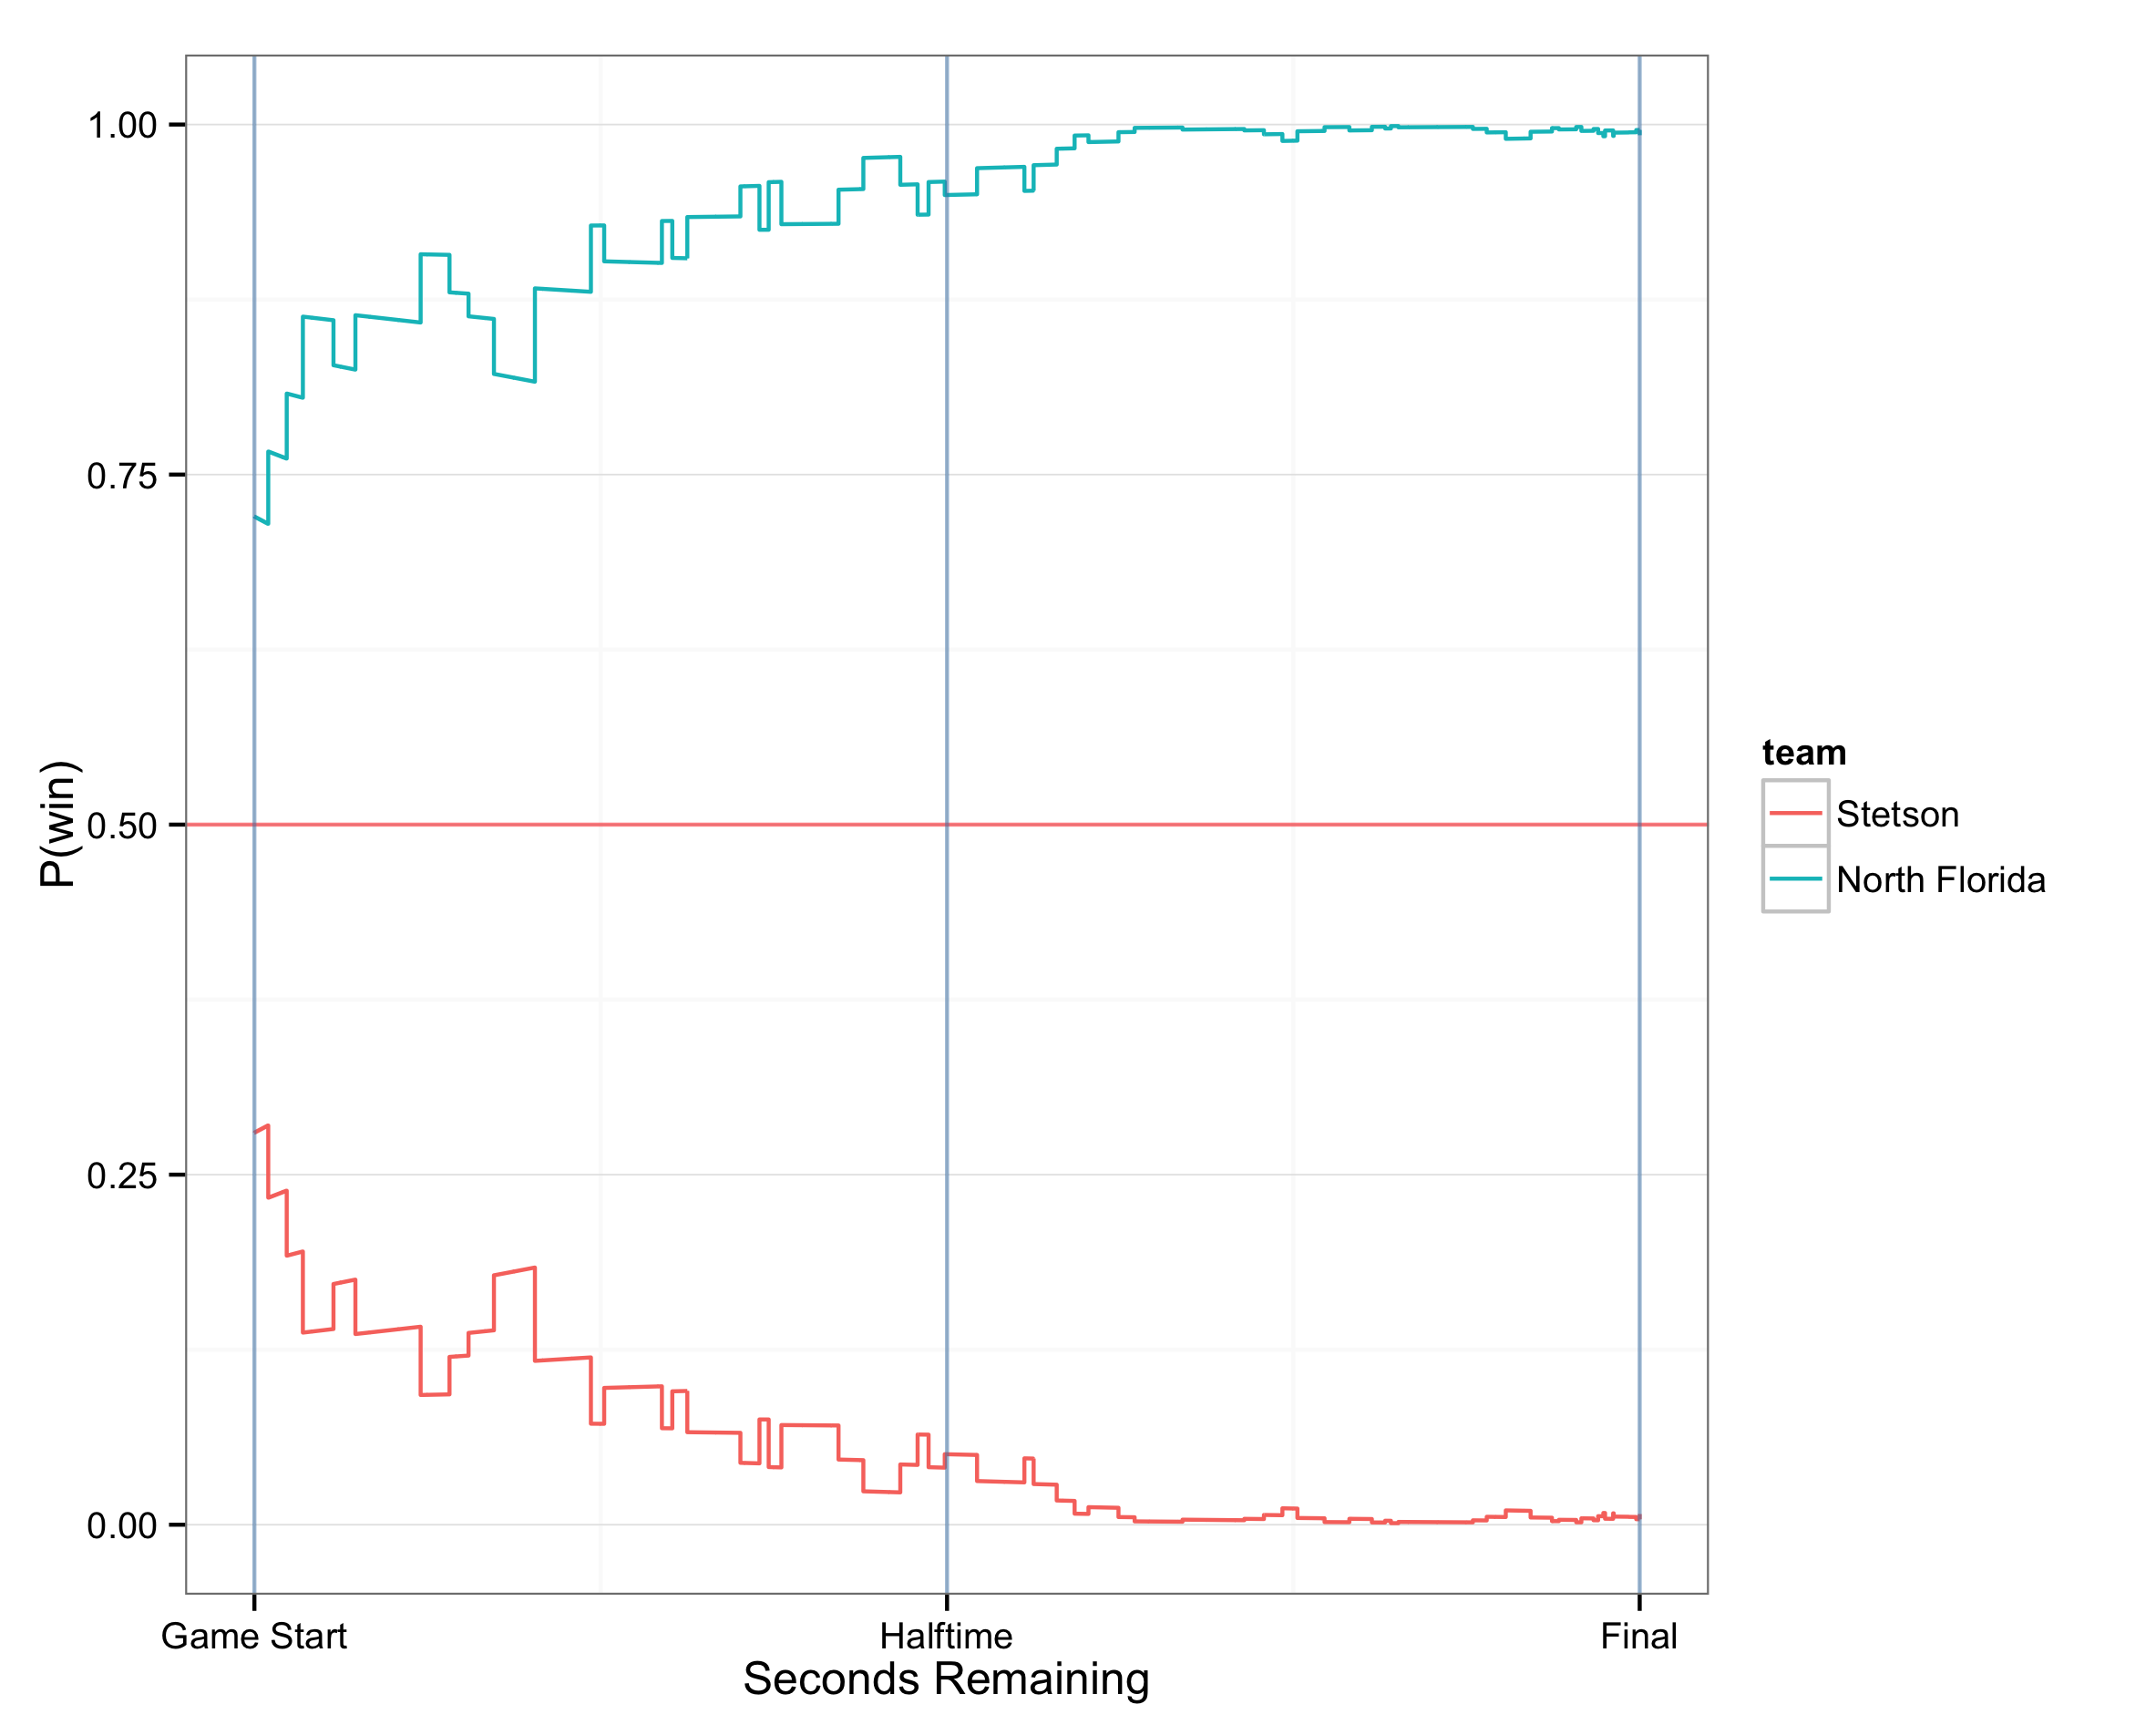 1.00
0.75
0.50
0.25
0.00
P(win)
Game Start
Halftime
Final
Seconds Remaining
team
Stetson
North Florida